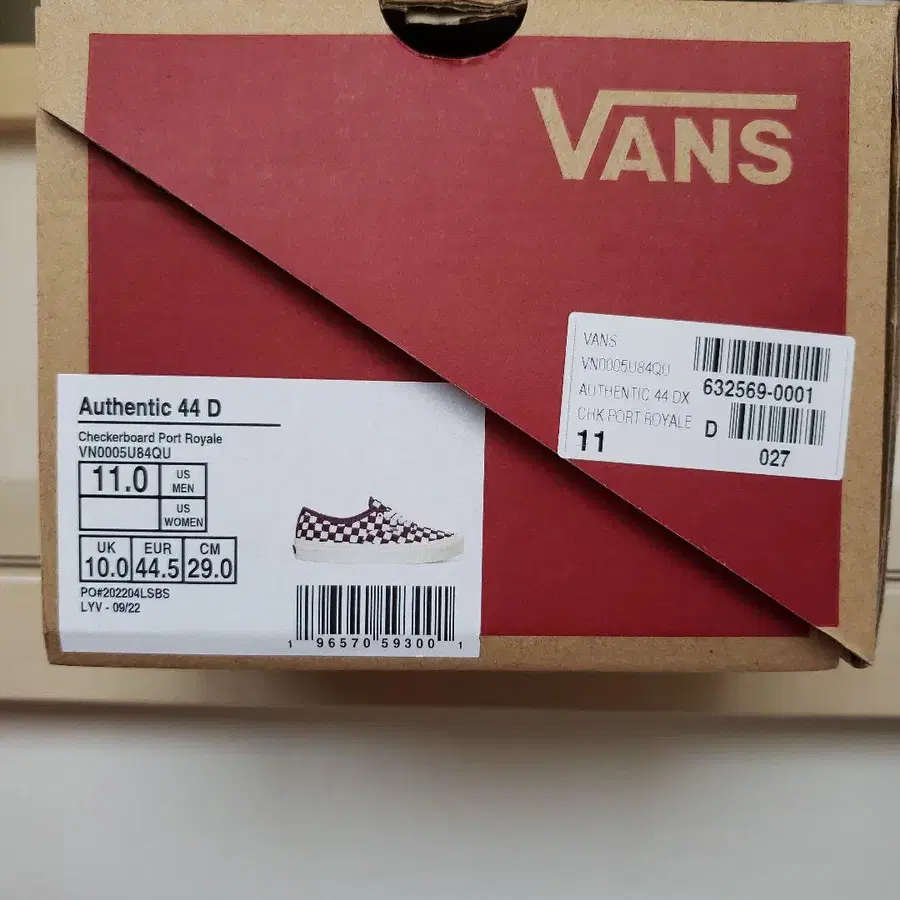 VANS
VANS
VN0005U84QU
AUTHENTIC 44 DX
CHK PORT ROYALE
11
632569-0001
D
027
Authentic 44 D
Checkerboard Port Royale
VN0005U84QU
11.0 US MEN
US WOMEN
UK EUR CM
10.0 44.5 29.0
PO#202204LSBS
LYV - 09/22
1 96570 59300 1